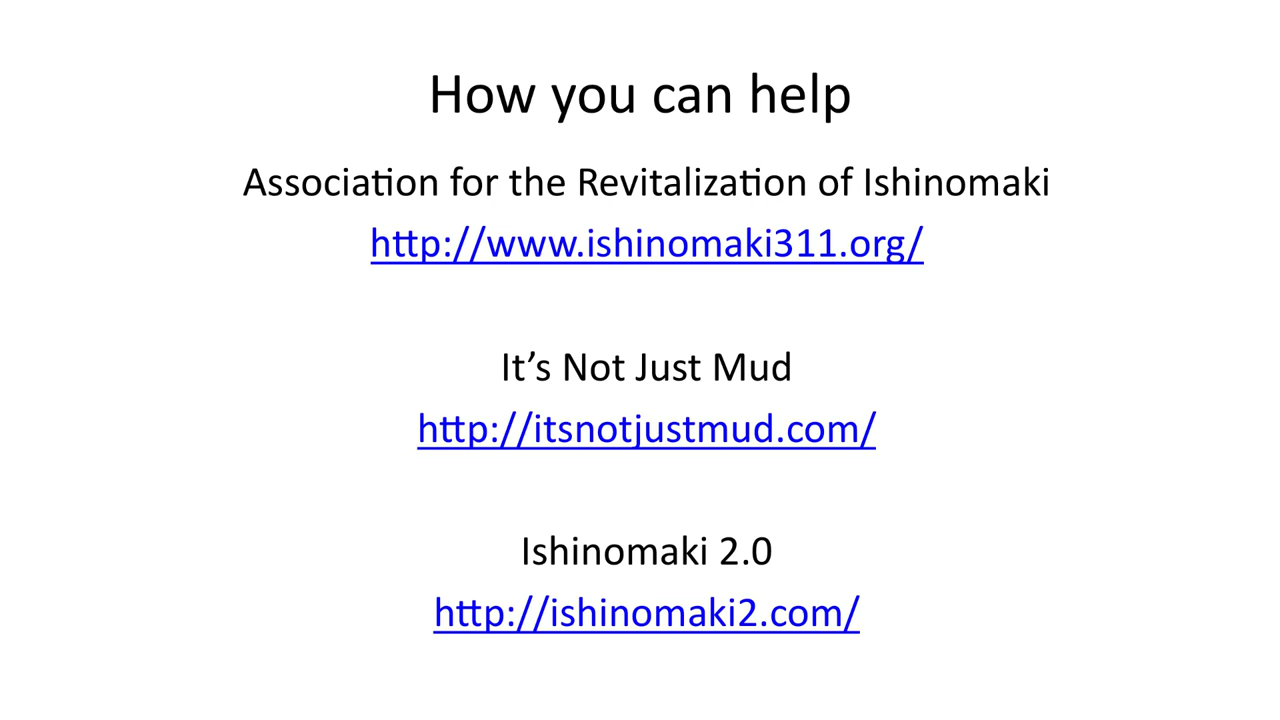 How you can help
Association for the Revitalization of Ishinomaki
http://www.ishinomaki311.org/
It’s Not Just Mud
http://itsnotjustmud.com/
Ishinomaki 2.0
http://ishinomaki2.com/